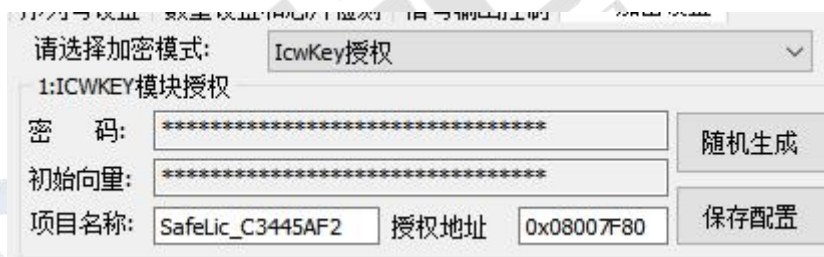 请选择加密模式: IcwKey授权
1:ICWKEY模块授权
密 码: ******************************** 随机生成
初始向量: ********************************
项目名称: SafeLic_C3445AF2 授权地址 0x08007F80 保存配置